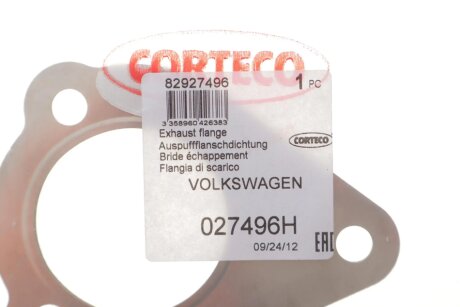 CORTECO
82927496 1 PC
3 358960 426383
Exhaust flange
Auspuffflanschdichtung
Bride échappement
Flangia di scarico
CORTECO
VOLKSWAGEN
027496H
09/24/12
EAC